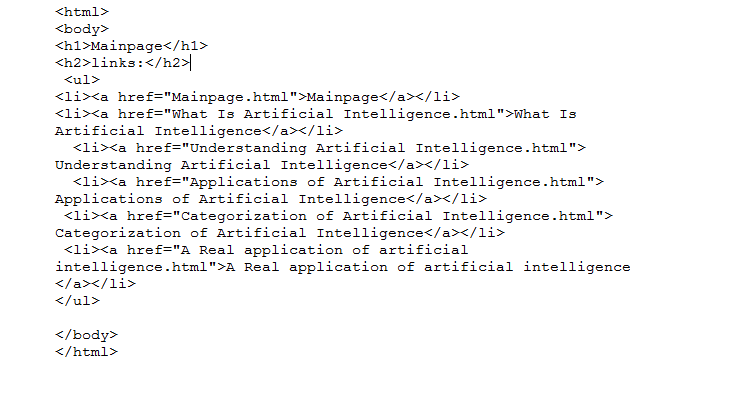 <html>
<body>
<h1>Mainpage</h1>
<h2>links:</h2>
<ul>
<li><a href="Mainpage.html">Mainpage</a></li>
<li><a href="What Is Artificial Intelligence.html">What Is
Artificial Intelligence</a></li>
<li><a href="Understanding Artificial Intelligence.html">
Understanding Artificial Intelligence</a></li>
<li><a href="Applications of Artificial Intelligence.html">
Applications of Artificial Intelligence</a></li>
<li><a href="Categorization of Artificial Intelligence.html">
Categorization of Artificial Intelligence</a></li>
<li><a href="A Real application of artificial
intelligence.html">A Real application of artificial intelligence
</a></li>
</ul>
</body>
</html>